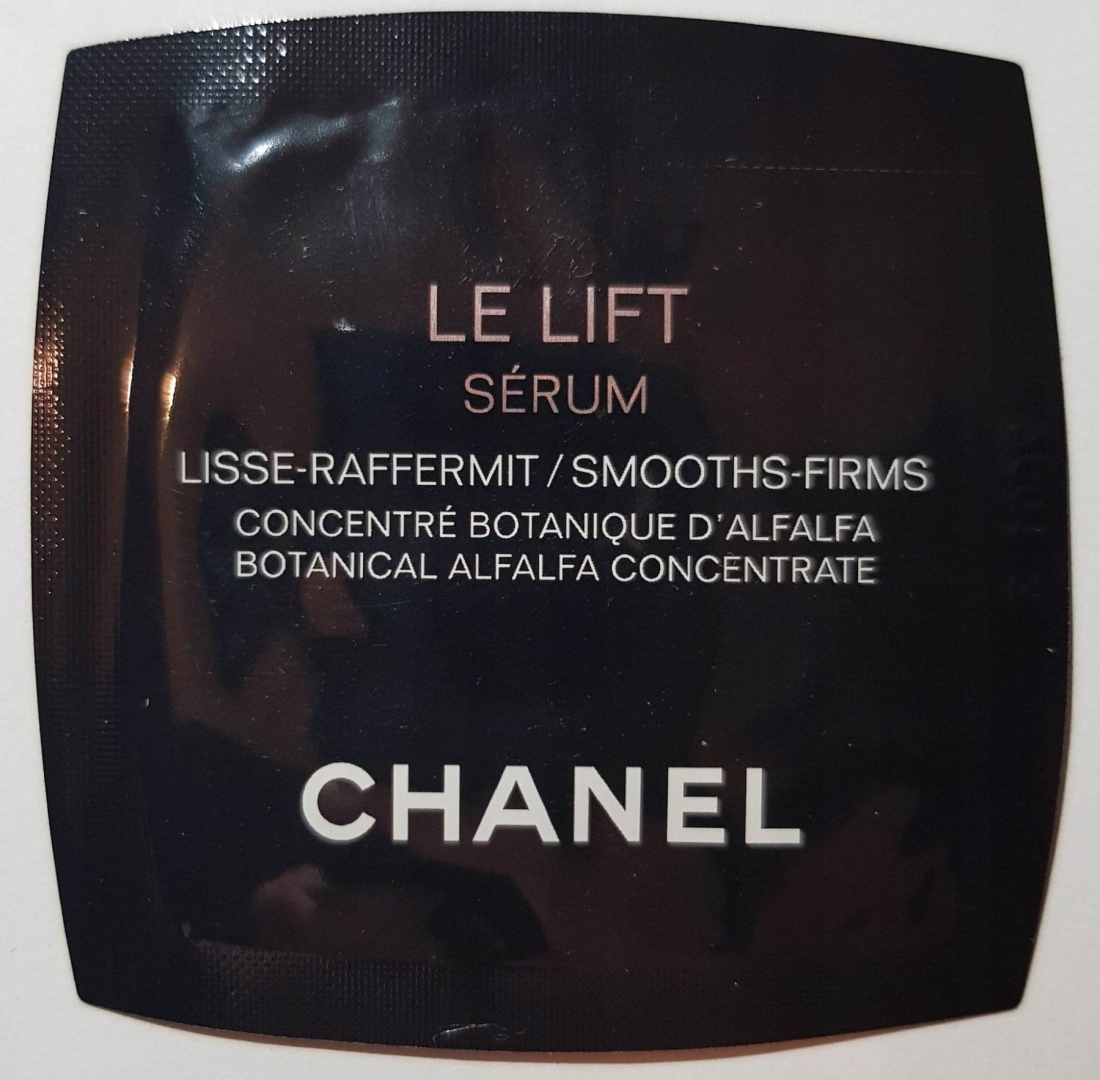 LE LIFT
SÉRUM
LISSE-RAFFERMIT / SMOOTHS-FIRMS
CONCENTRÉ BOTANIQUE D'ALFALFA
BOTANICAL ALFALFA CONCENTRATE
CHANEL